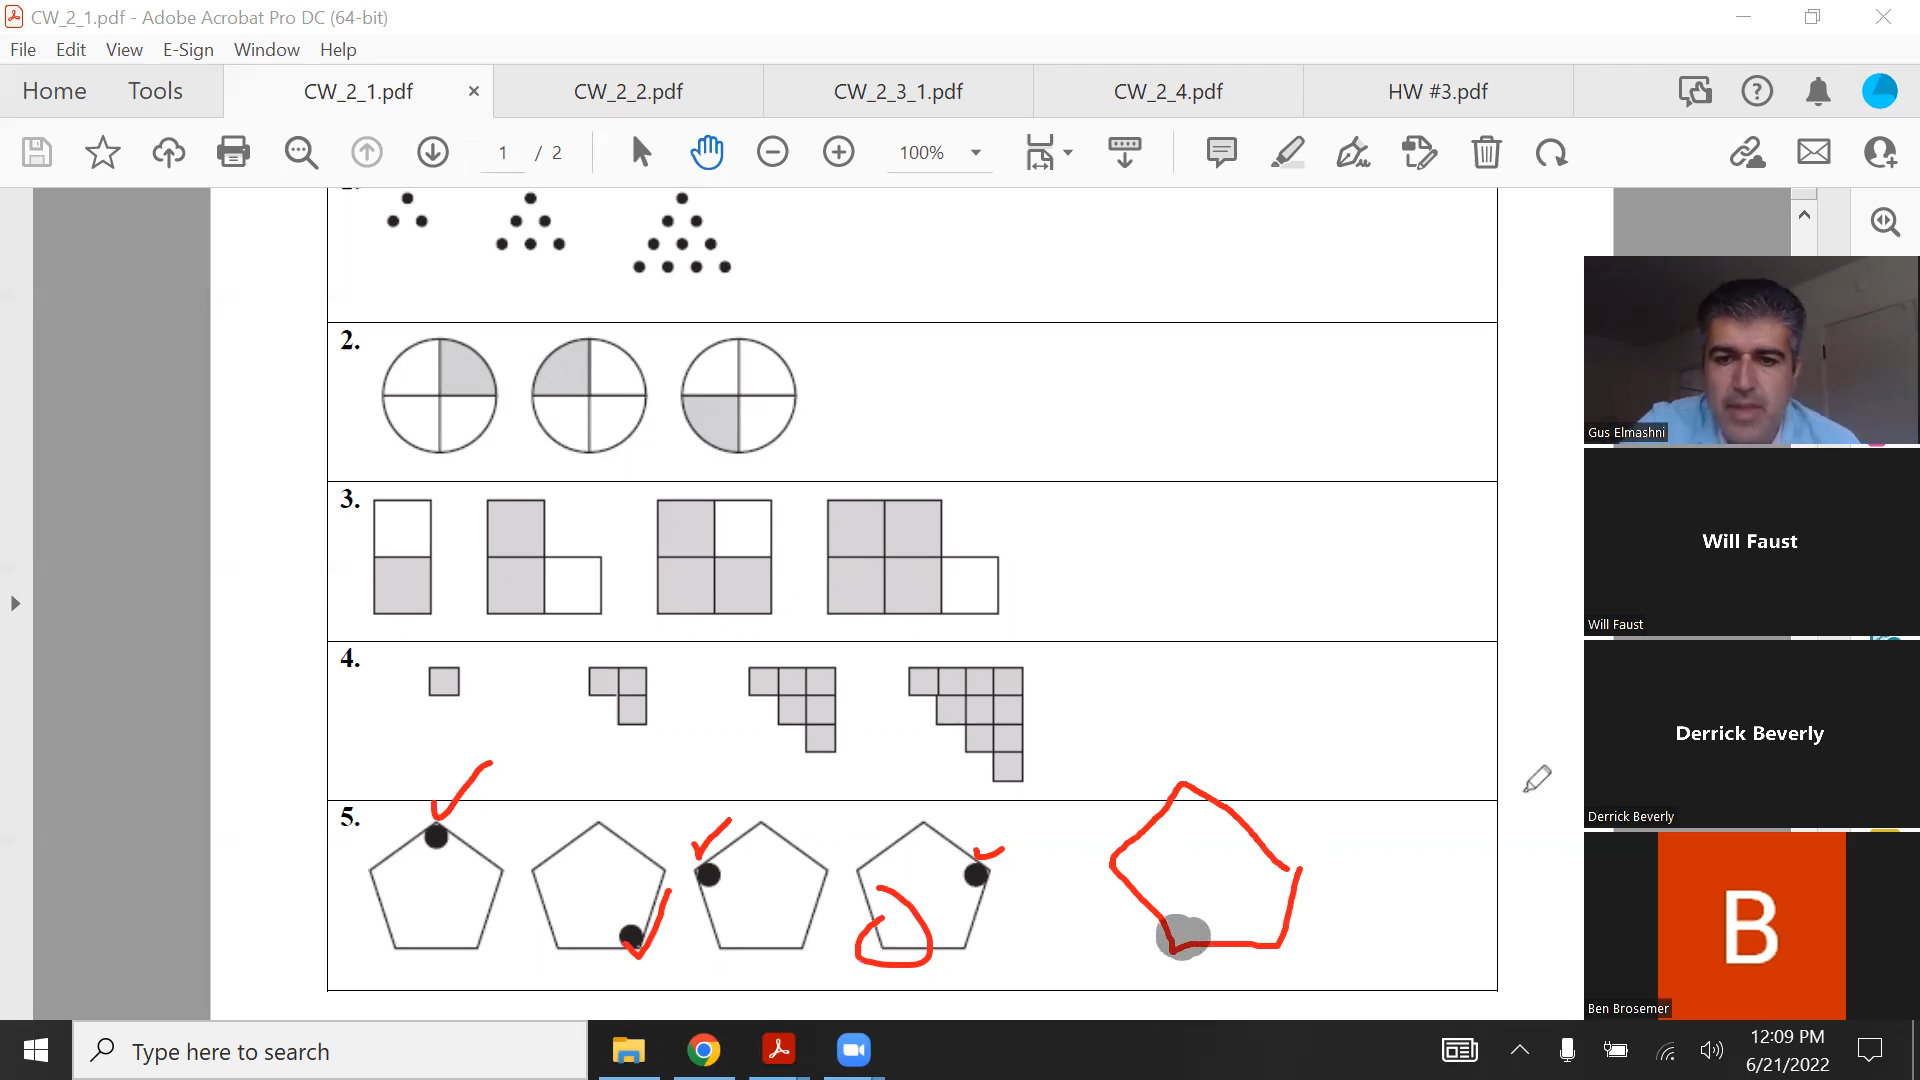 CW_2_1.pdf - Adobe Acrobat Pro DC (64-bit)
File Edit View E-Sign Window Help
Home Tools CW_2_1.pdf × CW_2_2.pdf CW_2_3_1.pdf CW_2_4.pdf HW #3.pdf
1 / 2 100%
2.
3.
4.
5.
Gus Elmashni
Will Faust
Will Faust
Derrick Beverly
Derrick Beverly
B
Ben Brosemer
Type here to search
12:09 PM
6/21/2022